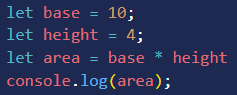 let base = 10;
let height = 4;
let area = base * height
console.log(area);